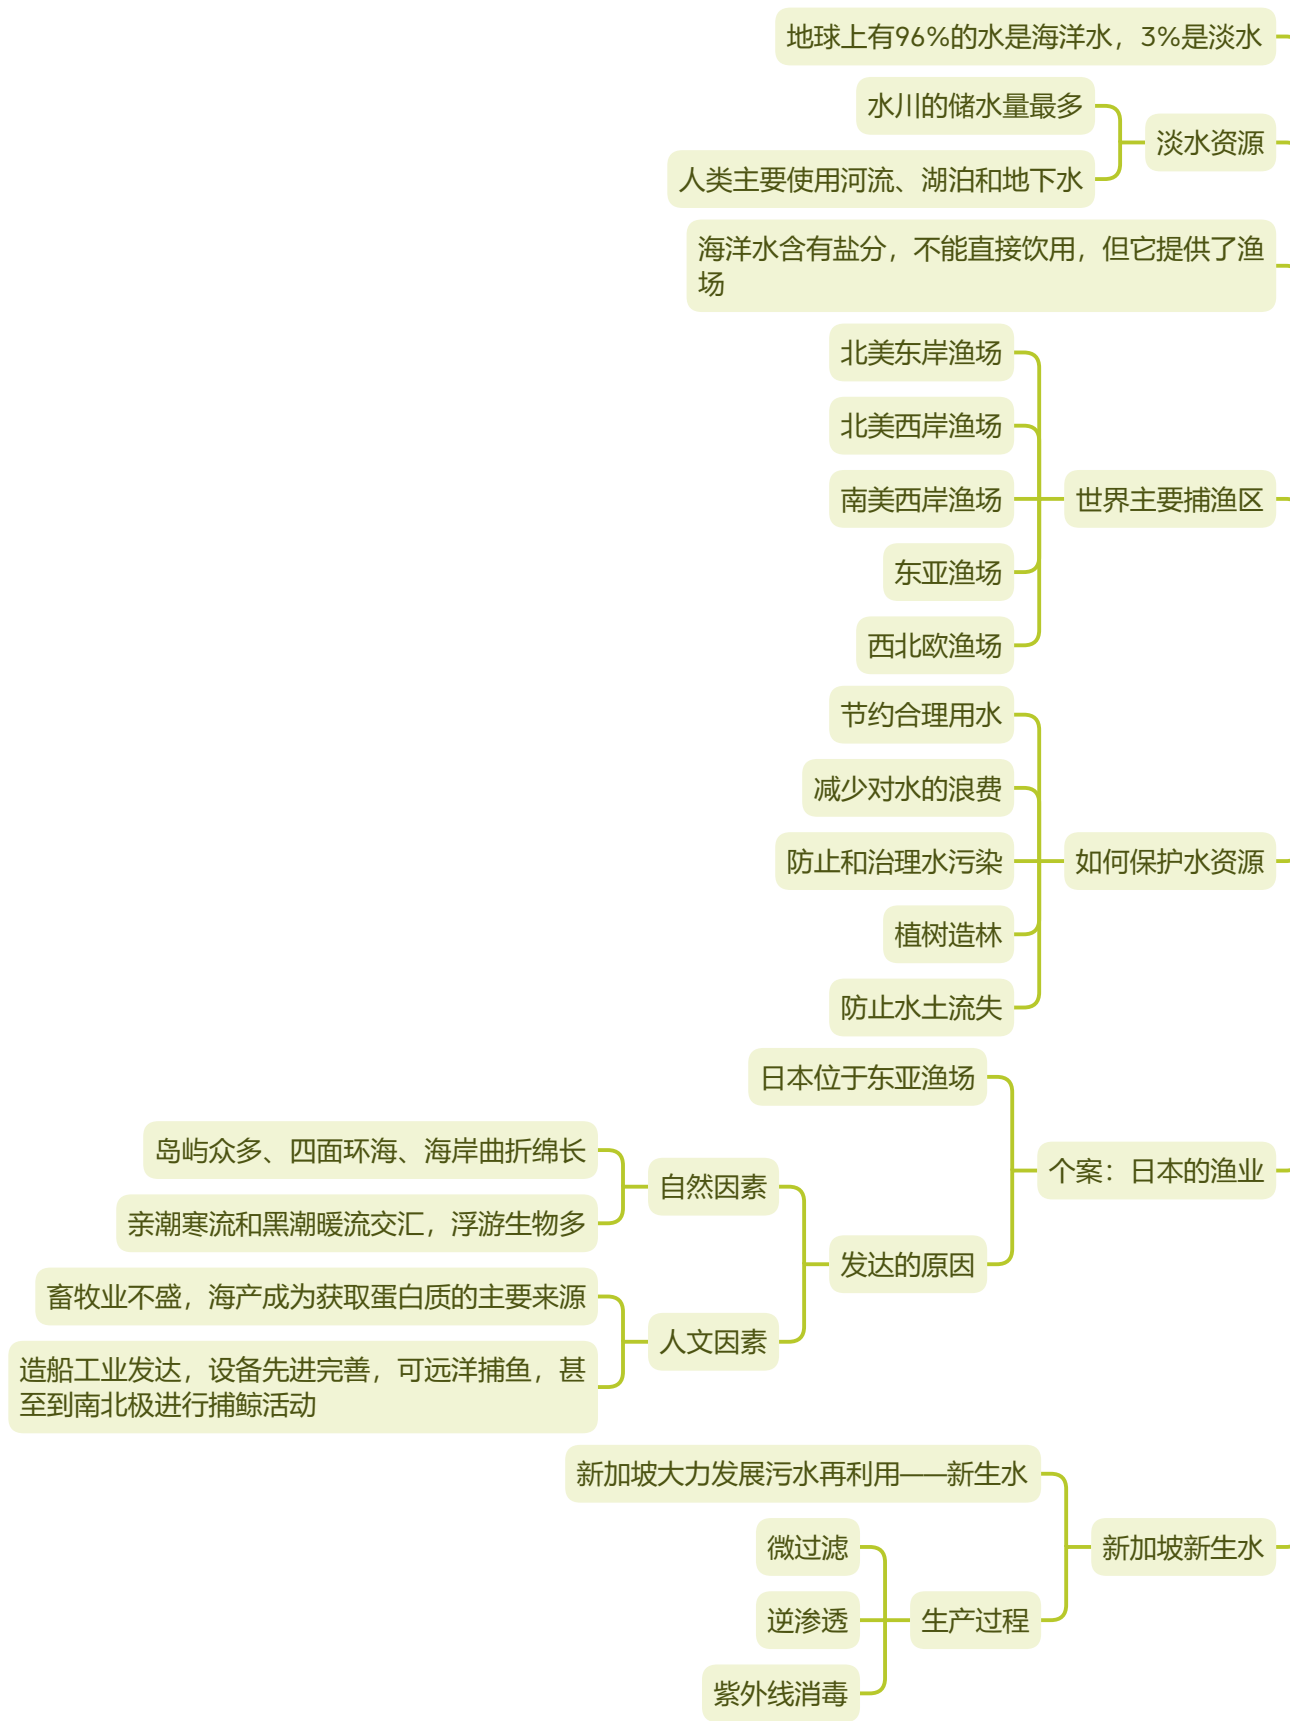 地球上有96%的水是海洋水，3%是淡水
水川的储水量最多
淡水资源
人类主要使用河流、湖泊和地下水
海洋水含有盐分，不能直接饮用，但它提供了渔
场
北美东岸渔场
北美西岸渔场
南美西岸渔场
世界主要捕渔区
东亚渔场
西北欧渔场
节约合理用水
减少对水的浪费
防止和治理水污染
如何保护水资源
植树造林
防止水土流失
日本位于东亚渔场
岛屿众多、四面环海、海岸曲折绵长
自然因素
个案：日本的渔业
亲潮寒流和黑潮暖流交汇，浮游生物多
发达的原因
畜牧业不盛，海产成为获取蛋白质的主要来源
人文因素
造船工业发达，设备先进完善，可远洋捕鱼，甚
至到南北极进行捕鲸活动
新加坡大力发展污水再利用——新生水
微过滤
新加坡新生水
逆渗透
生产过程
紫外线消毒